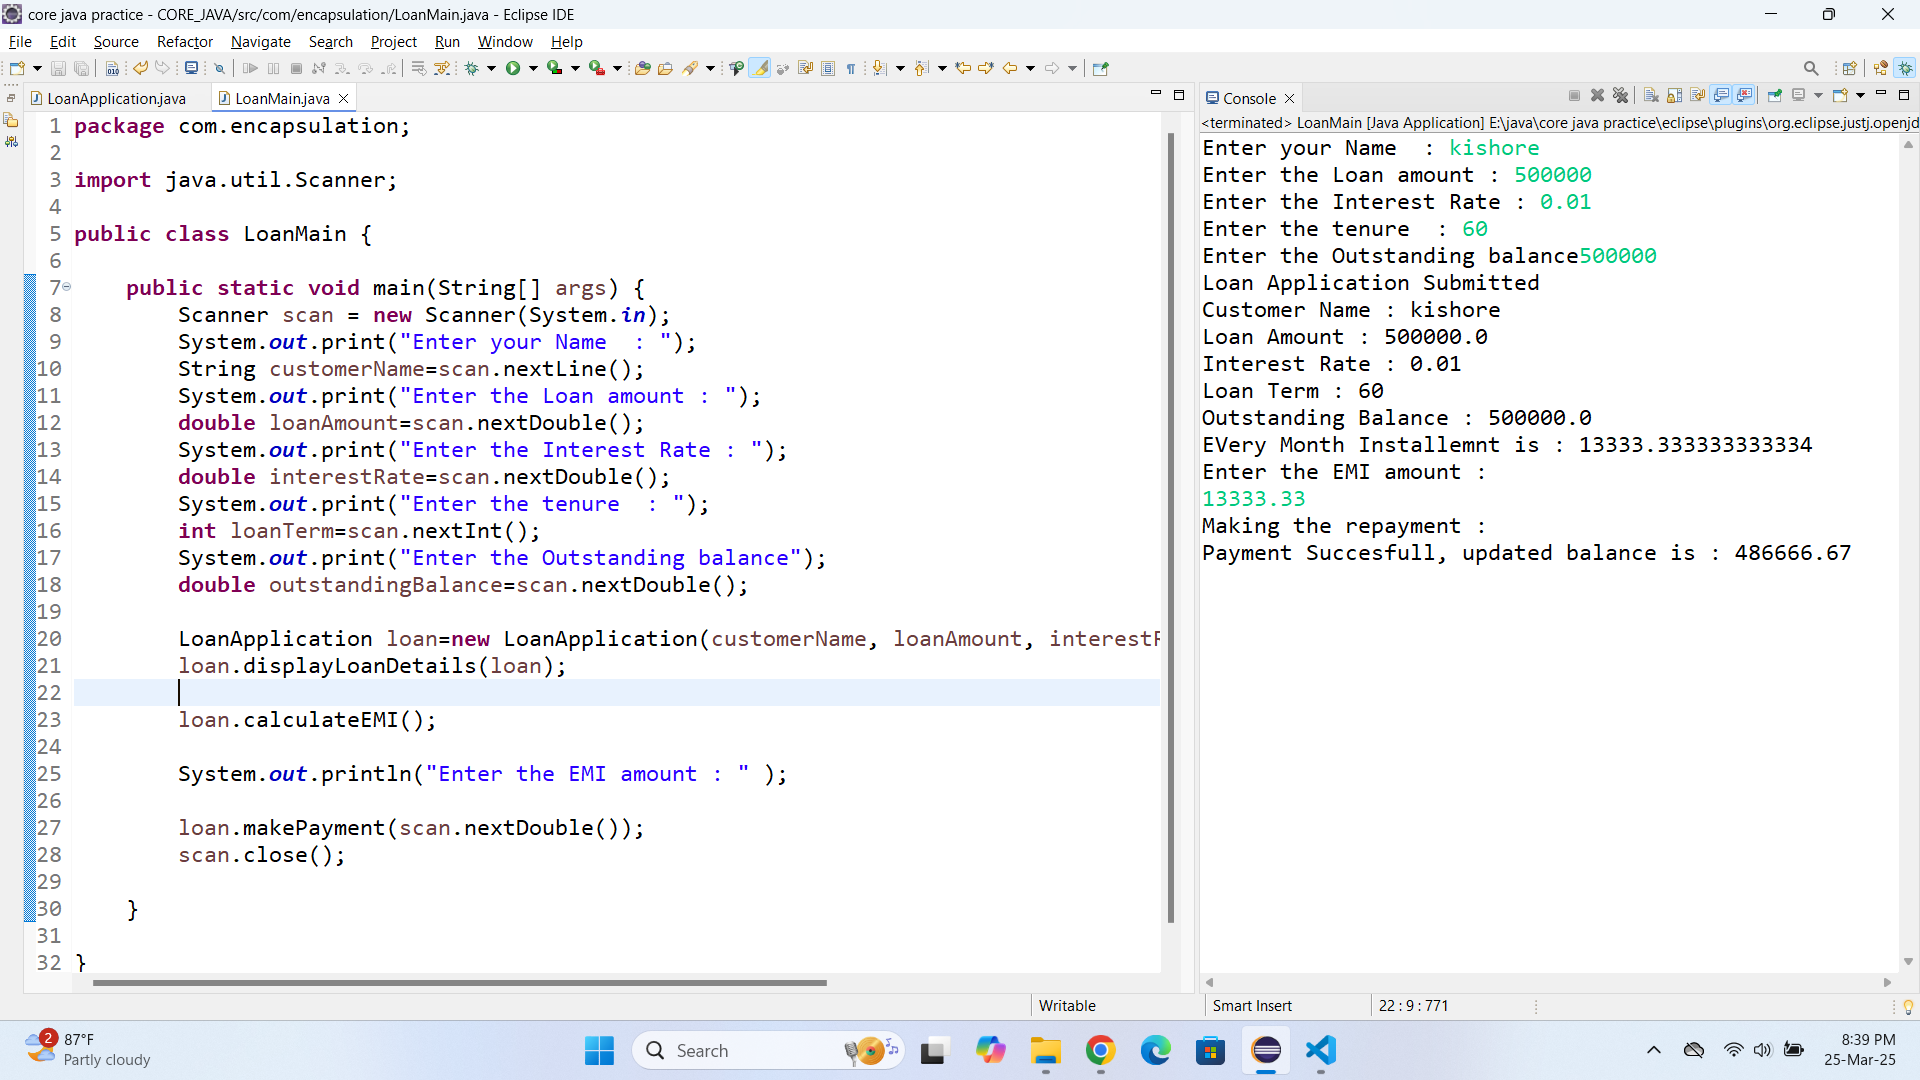 core java practice - CORE_JAVA/src/com/encapsulation/LoanMain.java - Eclipse IDE
File Edit Source Refactor Navigate Search Project Run Window Help
LoanApplication.java LoanMain.java
1 package com.encapsulation;
2
3 import java.util.Scanner;
4
5 public class LoanMain {
6
7 public static void main(String[] args) {
8 Scanner scan = new Scanner(System.in);
9 System.out.print("Enter your Name  : ");
10 String customerName=scan.nextLine();
11 System.out.print("Enter the Loan amount : ");
12 double loanAmount=scan.nextDouble();
13 System.out.print("Enter the Interest Rate : ");
14 double interestRate=scan.nextDouble();
15 System.out.print("Enter the tenure  : ");
16 int loanTerm=scan.nextInt();
17 System.out.print("Enter the Outstanding balance");
18 double outstandingBalance=scan.nextDouble();
19
20 LoanApplication loan=new LoanApplication(customerName, loanAmount, interestR
21 loan.displayLoanDetails(loan);
22
23 loan.calculateEMI();
24
25 System.out.println("Enter the EMI amount : " );
26
27 loan.makePayment(scan.nextDouble());
28 scan.close();
29
30 }
31
32 }
Console
<terminated> LoanMain [Java Application] E:\java\core java practice\eclipse\plugins\org.eclipse.justj.openjd
Enter your Name  : kishore
Enter the Loan amount : 500000
Enter the Interest Rate : 0.01
Enter the tenure  : 60
Enter the Outstanding balance500000
Loan Application Submitted
Customer Name : kishore
Loan Amount : 500000.0
Interest Rate : 0.01
Loan Term : 60
Outstanding Balance : 500000.0
EVery Month Installemnt is : 13333.333333333334
Enter the EMI amount :
13333.33
Making the repayment :
Payment Succesfull, updated balance is : 486666.67
Writable Smart Insert 22 : 9 : 771
2
87°F
Partly cloudy
Search
8:39 PM
25-Mar-25